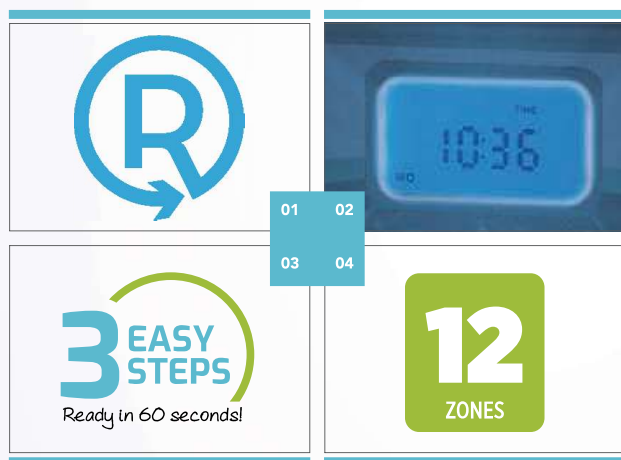 R
TIME
10:36
01 02
03 04
3 EASY
STEPS
Ready in 60 seconds!
12
ZONES